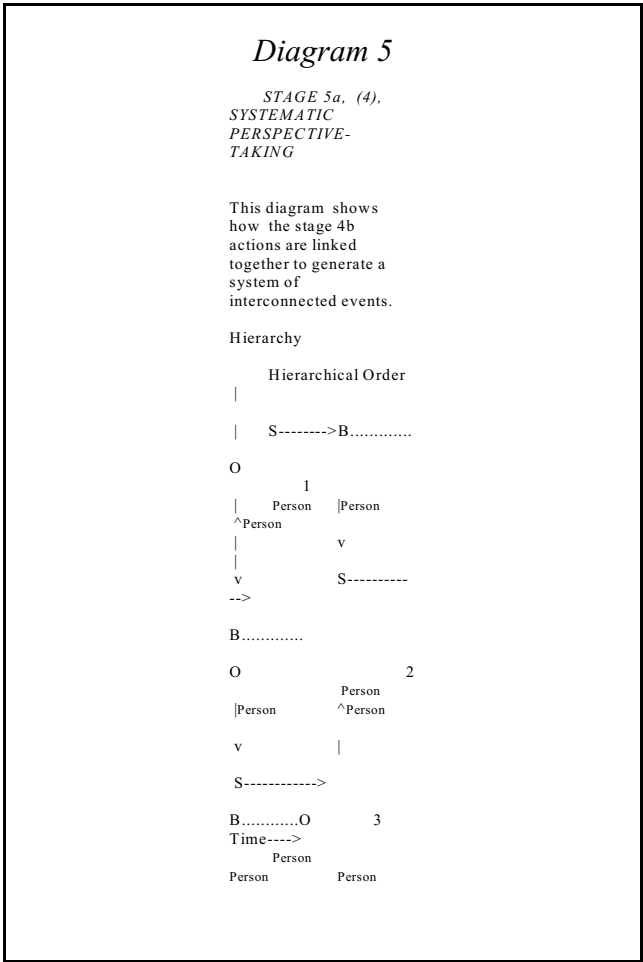 Diagram 5
STAGE 5a, (4),
SYSTEMATIC
PERSPECTIVE-
TAKING
This diagram shows
how the stage 4b
actions are linked
together to generate a
system of
interconnected events.
Hierarchy
Hierarchical Order
|
| S-------->B.............
O
1
| Person |Person
^Person
| v
|
v S----------
-->
B.............
O 2
Person
|Person ^Person
v |
S------------>
B............O 3
Time---->
Person
Person Person